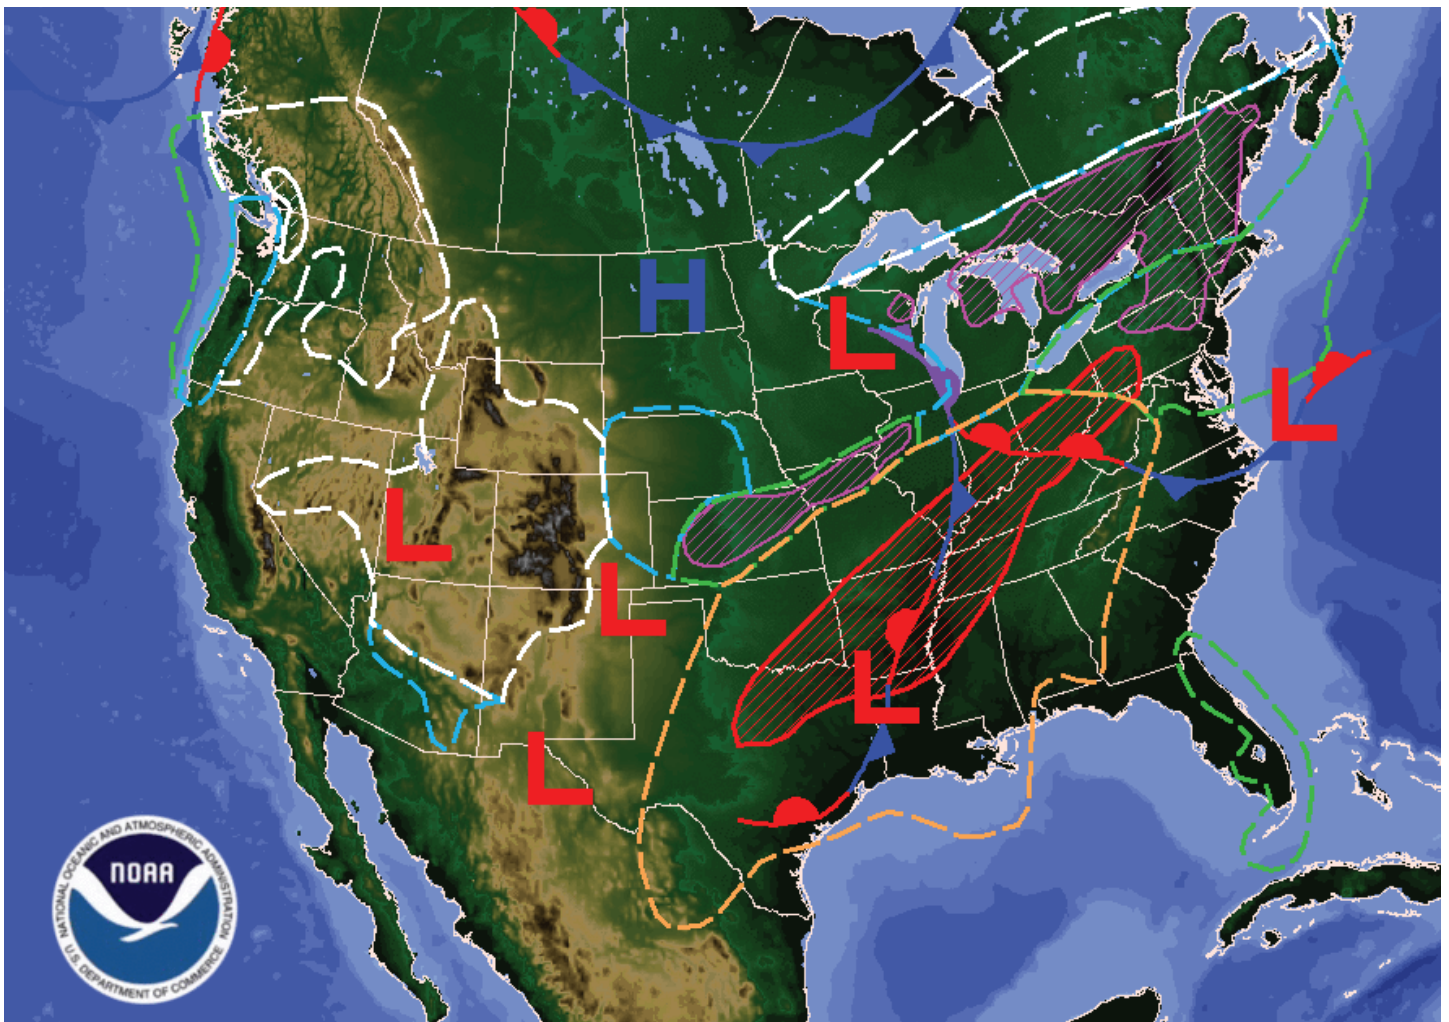 H
L
L
L
L
L
L
L
NATIONAL OCEANIC AND ATMOSPHERIC ADMINISTRATION
NOAA
U.S. DEPARTMENT OF COMMERCE